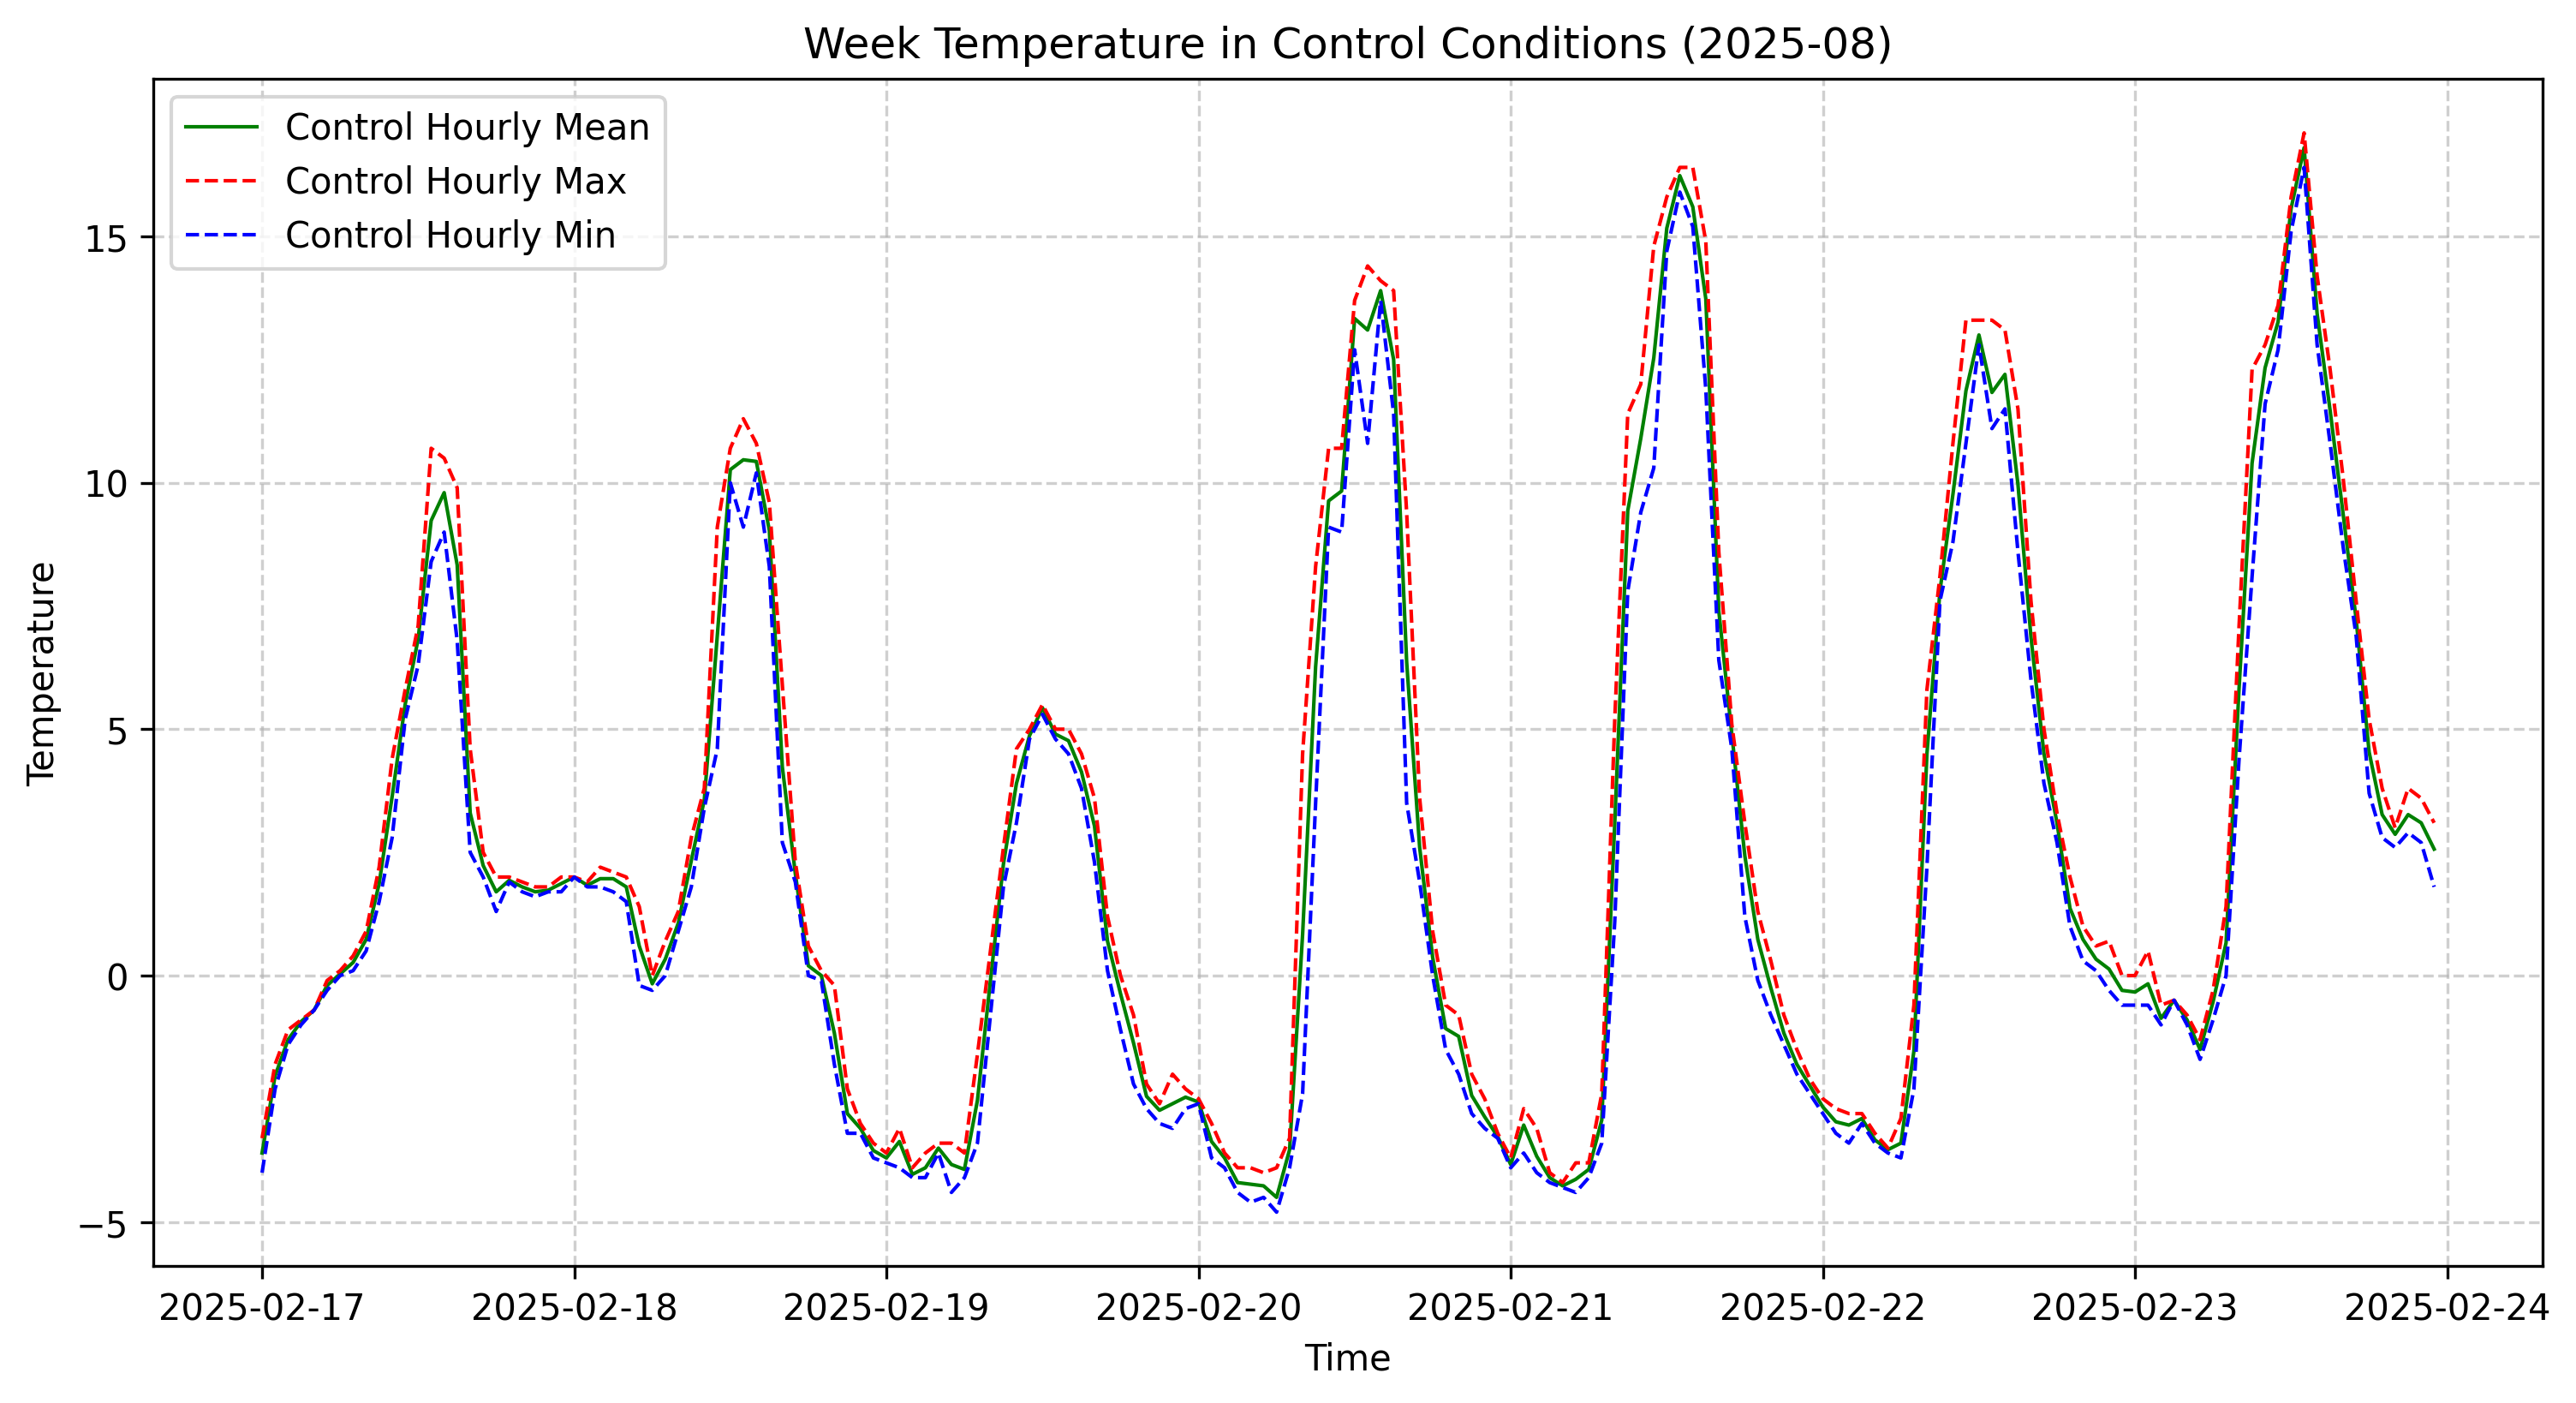 Week Temperature in Control Conditions (2025-08)
Control Hourly Mean
Control Hourly Max
Control Hourly Min
Temperature
15
10
5
0
−5
2025-02-17
2025-02-18
2025-02-19
2025-02-20
2025-02-21
2025-02-22
2025-02-23
2025-02-24
Time